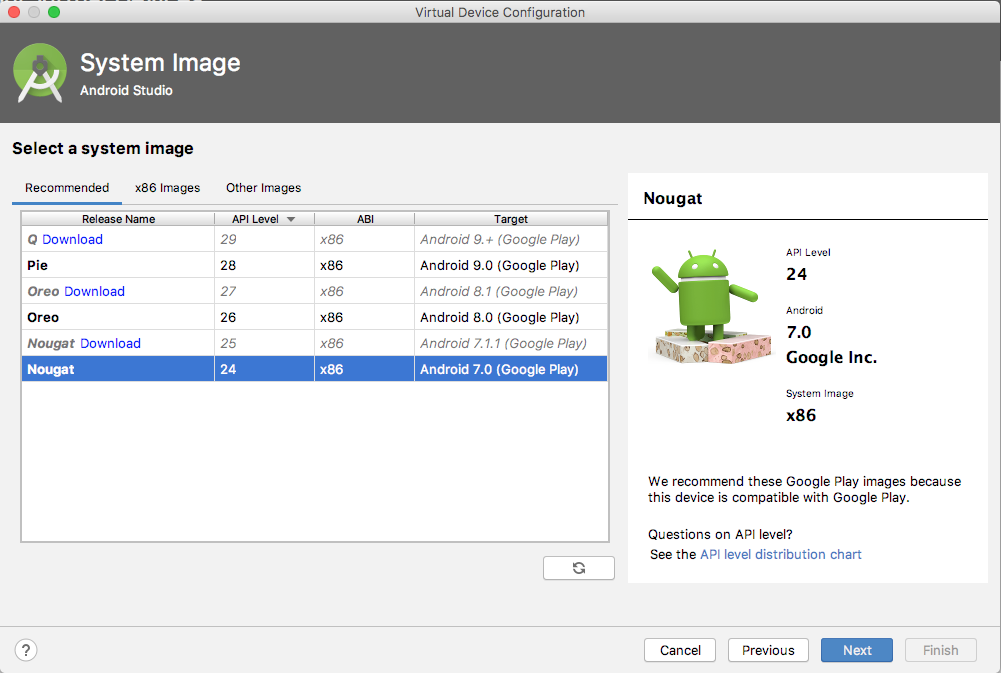 Virtual Device Configuration
System Image
Android Studio
Select a system image
Recommended x86 Images Other Images
Release Name API Level ABI Target
Q Download 29 x86 Android 9.+ (Google Play)
Pie 28 x86 Android 9.0 (Google Play)
Oreo Download 27 x86 Android 8.1 (Google Play)
Oreo 26 x86 Android 8.0 (Google Play)
Nougat Download 25 x86 Android 7.1.1 (Google Play)
Nougat 24 x86 Android 7.0 (Google Play)
Nougat
API Level
24
Android
7.0
Google Inc.
System Image
x86
We recommend these Google Play images because
this device is compatible with Google Play.
Questions on API level?
See the API level distribution chart
? Cancel Previous Next Finish